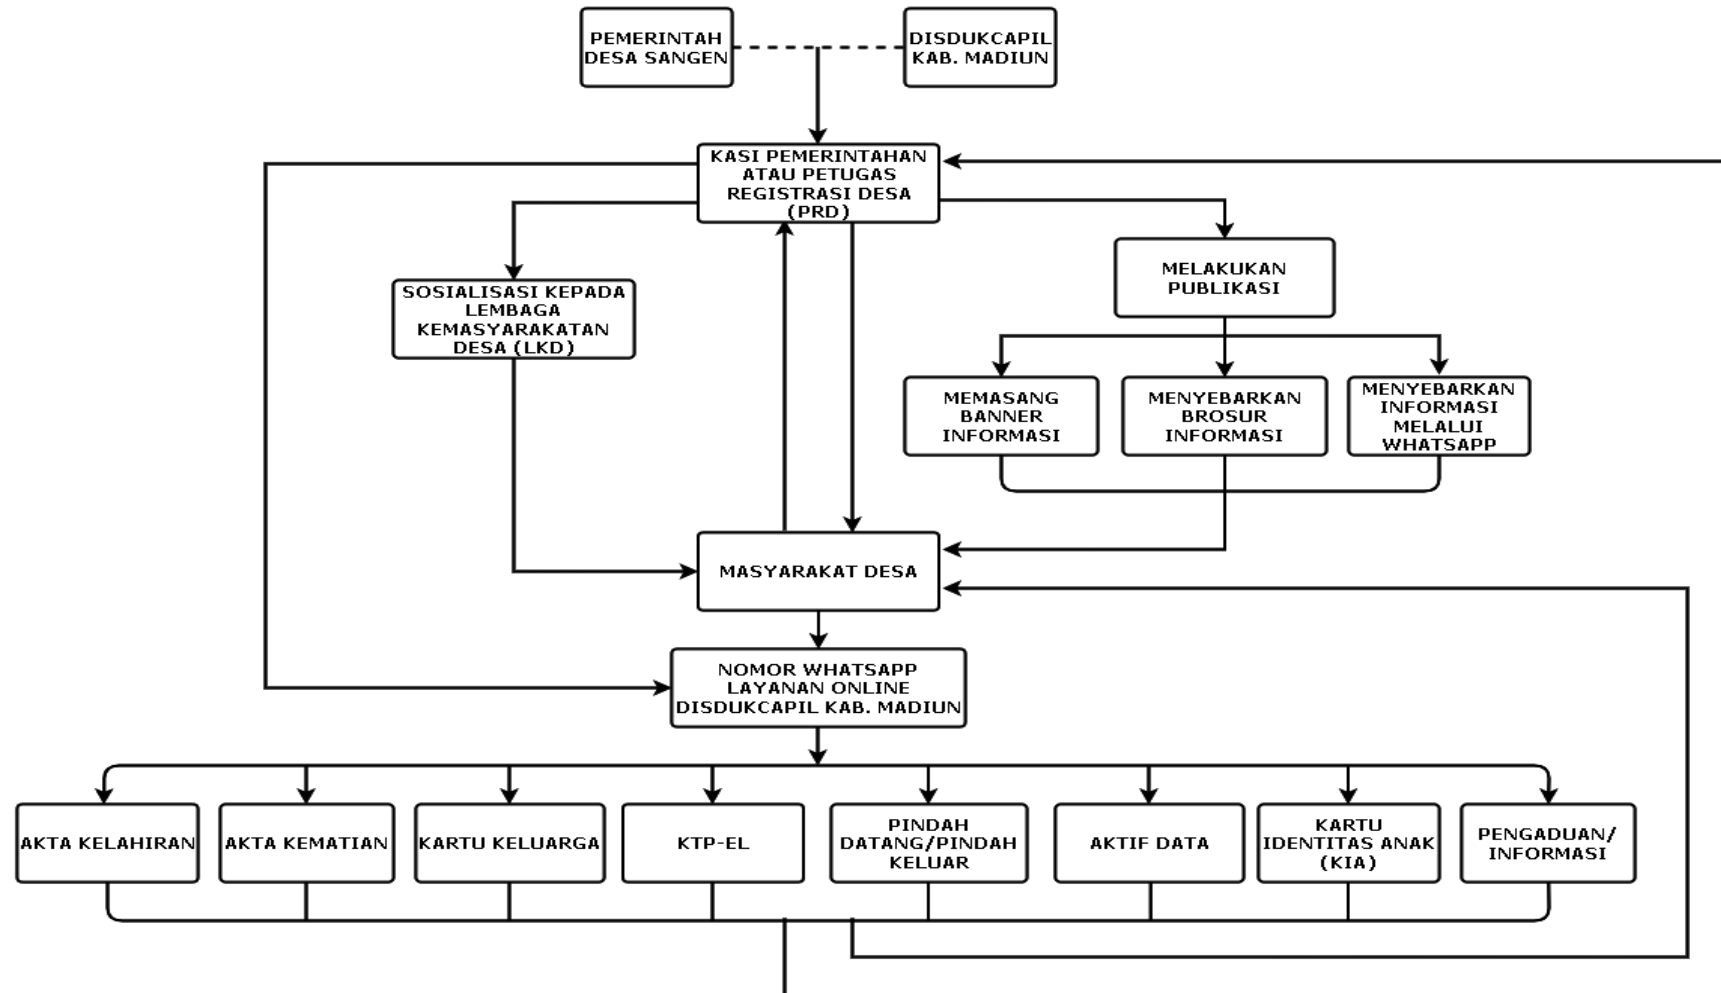 PEMERINTAH
DESA SANGEN
DISDUKCAPIL
KAB. MADIUN
KASI PEMERINTAHAN
ATAU PETUGAS
REGISTRASI DESA
(PRD)
SOSIALISASI KEPADA
LEMBAGA
KEMASYARAKATAN
DESA (LKD)
MELAKUKAN
PUBLIKASI
MEMASANG
BANNER
INFORMASI
MENYEBARKAN
BROSUR
INFORMASI
MENYEBARKAN
INFORMASI
MELALUI
WHATSAPP
MASYARAKAT DESA
NOMOR WHATSAPP
LAYANAN ONLINE
DISDUKCAPIL KAB. MADIUN
AKTA KELAHIRAN
AKTA KEMATIAN
KARTU KELUARGA
KTP-EL
PINDAH
DATANG/PINDAH
KELUAR
AKTIF DATA
KARTU
IDENTITAS ANAK
(KIA)
PENGADUAN/
INFORMASI